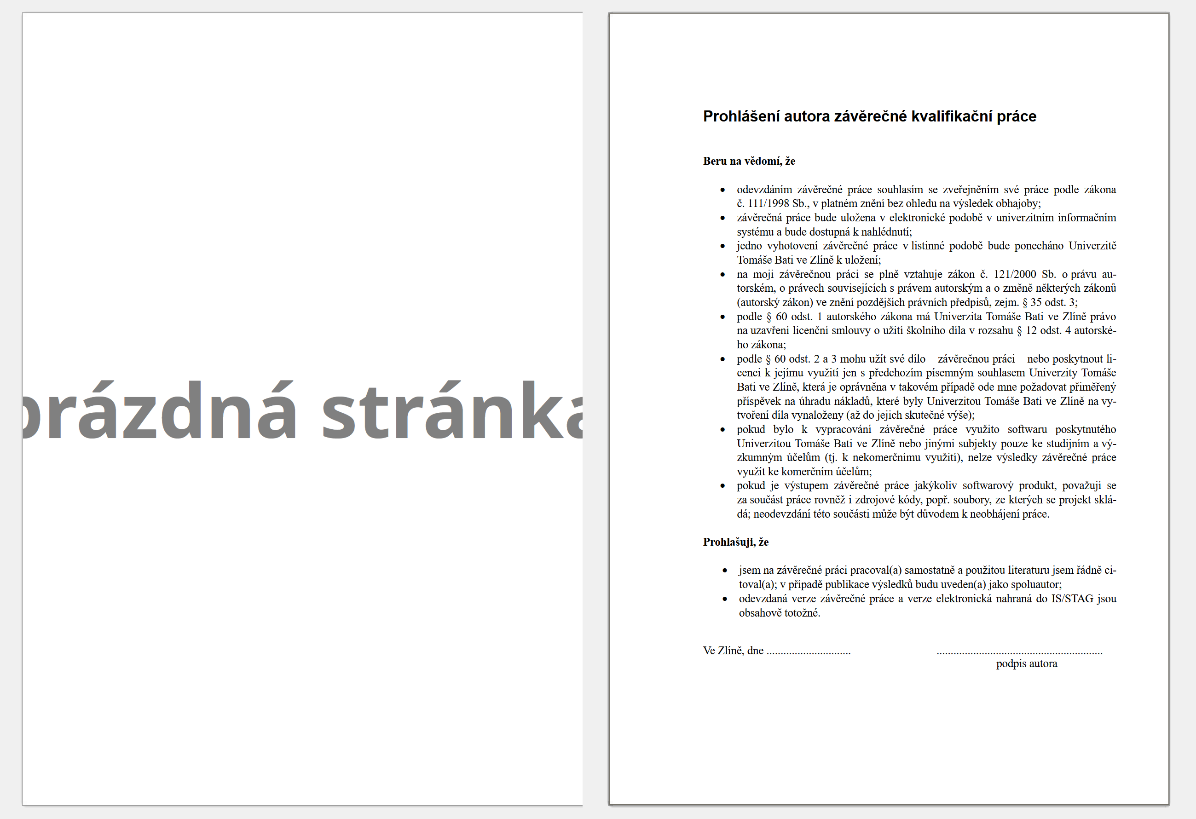 prázdná stránka
Prohlášení autora závěrečné kvalifikační práce
Beru na vědomí, že
• odevzdáním závěrečné práce souhlasím se zveřejněním své práce podle zákona
č. 111/1998 Sb., v platném znění bez ohledu na výsledek obhajoby;
• závěrečná práce bude uložena v elektronické podobě v univerzitním informačním
systému a bude dostupná k nahlédnutí;
• jedno vyhotovení závěrečné práce v listinné podobě bude ponecháno Univerzitě
Tomáše Bati ve Zlíně k uložení;
• na moji závěrečnou práci se plně vztahuje zákon č. 121/2000 Sb. o právu au-
torském, o právech souvisejících s právem autorským a o změně některých zákonů
(autorský zákon) ve znění pozdějších právních předpisů, zejm. § 35 odst. 3;
• podle § 60 odst. 1 autorského zákona má Univerzita Tomáše Bati ve Zlíně právo
na uzavření licenční smlouvy o užití školního díla v rozsahu § 12 odst. 4 autorské-
ho zákona;
• podle § 60 odst. 2 a 3 mohu užít své dílo závěrečnou práci nebo poskytnout li-
cenci k jejímu využití jen s předchozím písemným souhlasem Univerzity Tomáše
Bati ve Zlíně, která je oprávněna v takovém případě ode mne požadovat přiměřený
příspěvek na úhradu nákladů, které byly Univerzitou Tomáše Bati ve Zlíně na vy-
tvoření díla vynaloženy (až do jejich skutečné výše);
• pokud bylo k vypracování závěrečné práce využito softwaru poskytnutého
Univerzitou Tomáše Bati ve Zlíně nebo jinými subjekty pouze ke studijním a vý-
zkumným účelům (tj. k nekomerčnímu využití), nelze výsledky závěrečné práce
využít ke komerčním účelům;
• pokud je výstupem závěrečné práce jakýkoliv softwarový produkt, považují se
za součást práce rovněž i zdrojové kódy, popř. soubory, ze kterých se projekt sklá-
dá; neodevzdání této součásti může být důvodem k neobhájení práce.
Prohlašuji, že
• jsem na závěrečné práci pracoval(a) samostatně a použitou literaturu jsem řádně ci-
toval(a); v případě publikace výsledků budu uveden(a) jako spoluautor;
• odevzdaná verze závěrečné práce a verze elektronická nahraná do IS/STAG jsou
obsahově totožné.
Ve Zlíně, dne .............................. ...........................................................
podpis autora